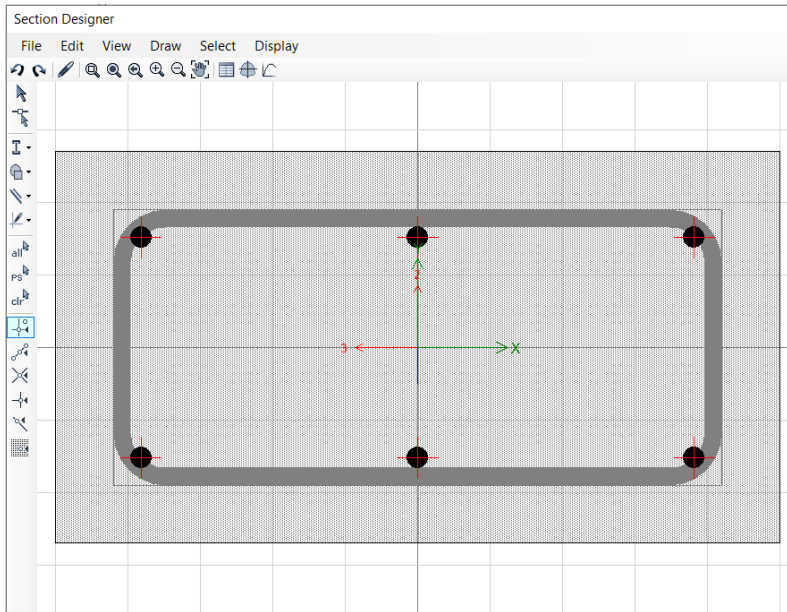 Section Designer
File Edit View Draw Select Display
all
ps
clr
2
3
X